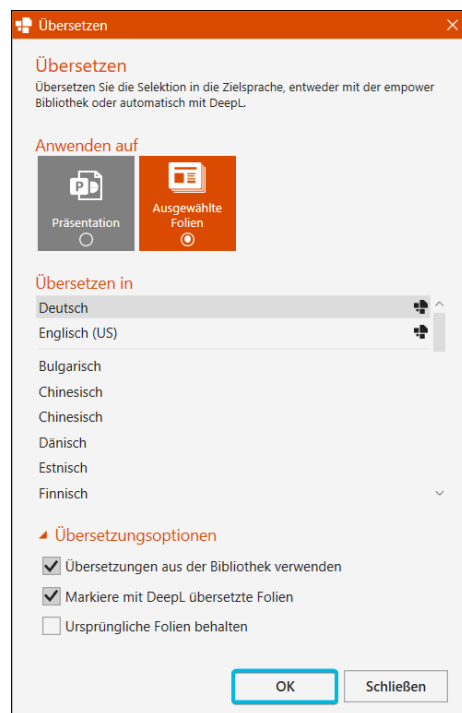 Übersetzen
Übersetzen
Übersetzen Sie die Selektion in die Zielsprache, entweder mit der empower
Bibliothek oder automatisch mit DeepL.
Anwenden auf
Präsentation
Ausgewählte
Folien
Übersetzen in
Deutsch
Englisch (US)
Bulgarisch
Chinesisch
Chinesisch
Dänisch
Estnisch
Finnisch
Übersetzungsoptionen
Übersetzungen aus der Bibliothek verwenden
Markiere mit DeepL übersetzte Folien
Ursprüngliche Folien behalten
OK
Schließen